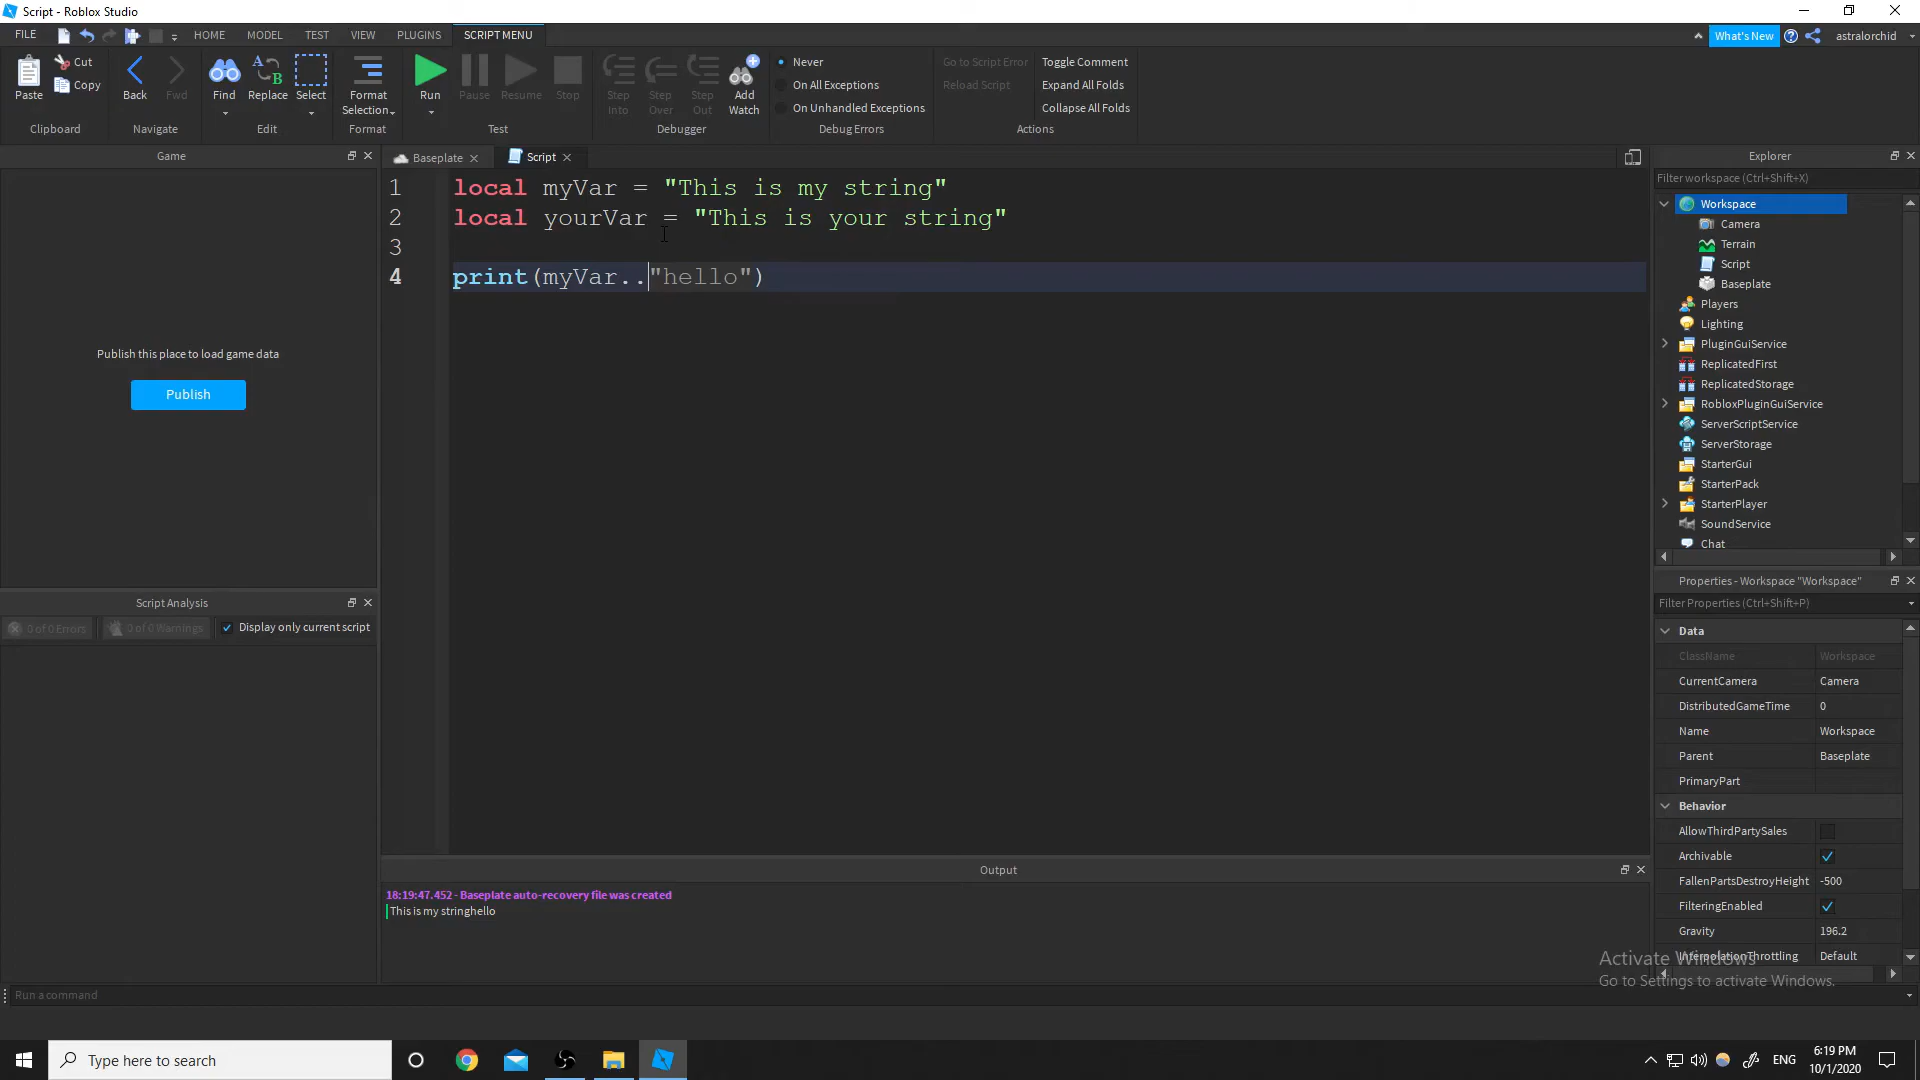 Script - Roblox Studio
FILE HOME MODEL TEST VIEW PLUGINS SCRIPT MENU What's New astralorchid
Paste Cut Copy Back Fwd Find Replace Select Format Selection Run Pause Resume Stop Step Into Step Over Step Out Add Watch
Never Go to Script Error Toggle Comment
On All Exceptions Reload Script Expand All Folds
On Unhandled Exceptions Collapse All Folds
Clipboard Navigate Edit Format Test Debugger Debug Errors Actions
Game
Publish this place to load game data
Publish
Script Analysis
0 of 0 Errors 0 of 0 Warnings Display only current script
Baseplate Script
1 local myVar = "This is my string"
2 local yourVar = "This is your string"
3
4 print(myVar.."hello")
Output
18:19:47.452 - Baseplate auto-recovery file was created
This is my stringhello
Explorer
Filter workspace (Ctrl+Shift+X)
Workspace
Camera
Terrain
Script
Baseplate
Players
Lighting
PluginGuiService
ReplicatedFirst
ReplicatedStorage
RobloxPluginGuiService
ServerScriptService
ServerStorage
StarterGui
StarterPack
StarterPlayer
SoundService
Chat
Properties - Workspace "Workspace"
Filter Properties (Ctrl+Shift+P)
Data
ClassName Workspace
CurrentCamera Camera
DistributedGameTime 0
Name Workspace
Parent Baseplate
PrimaryPart
Behavior
AllowThirdPartySales
Archivable
FallenPartsDestroyHeight -500
FilteringEnabled
Gravity 196.2
InterpolationThrottling Default
Activate Windows
Go to Settings to activate Windows.
Run a command
Type here to search
ENG 6:19 PM
10/1/2020